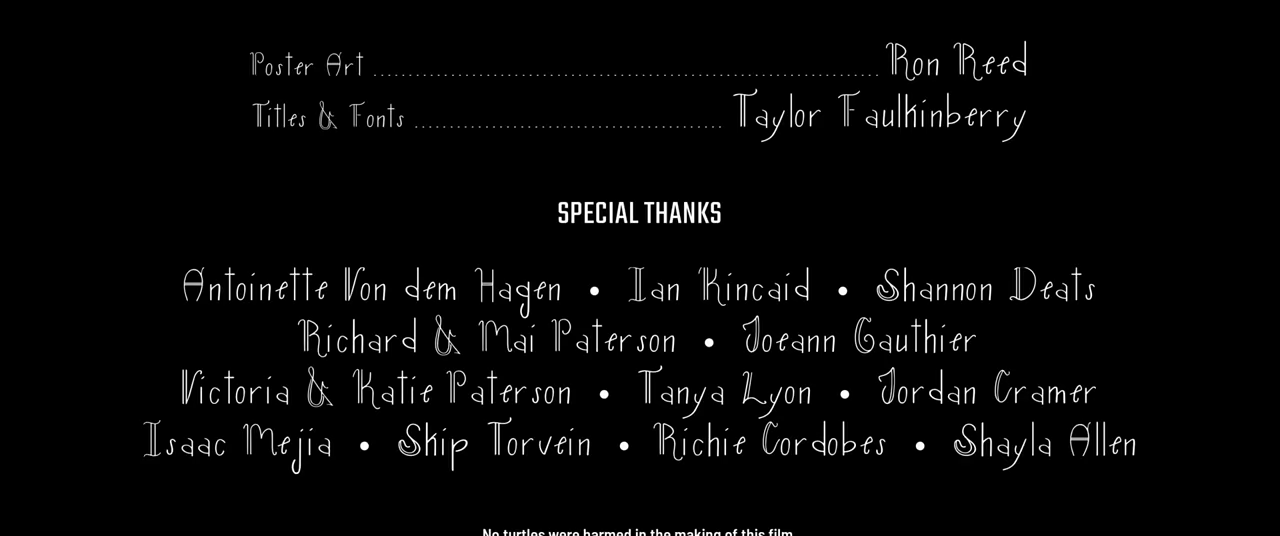 Poster Art ........................................................................ Ron Reed
Titles & Fonts ............................................ Taylor Faulkinberry
SPECIAL THANKS
Antoinette Von dem Hagen • Ian Kincaid • Shannon Deats
Richard & Mai Paterson • Joeann Gauthier
Victoria & Katie Paterson • Tanya Lyon • Jordan Cramer
Isaac Mejia • Skip Torvein • Richie Cordobes • Shayla Allen
No turtles were harmed in the making of this film